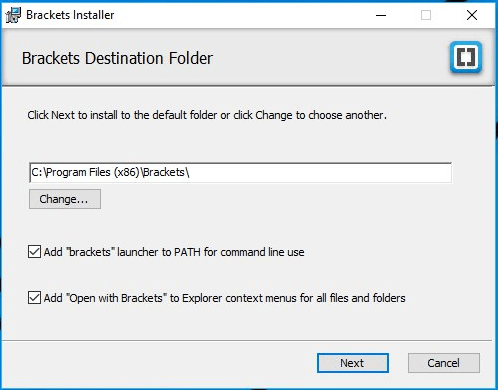 Brackets Installer
Brackets Destination Folder
Click Next to install to the default folder or click Change to choose another.
C:\Program Files (x86)\Brackets\
Change...
Add "brackets" launcher to PATH for command line use
Add "Open with Brackets" to Explorer context menus for all files and folders
Next
Cancel